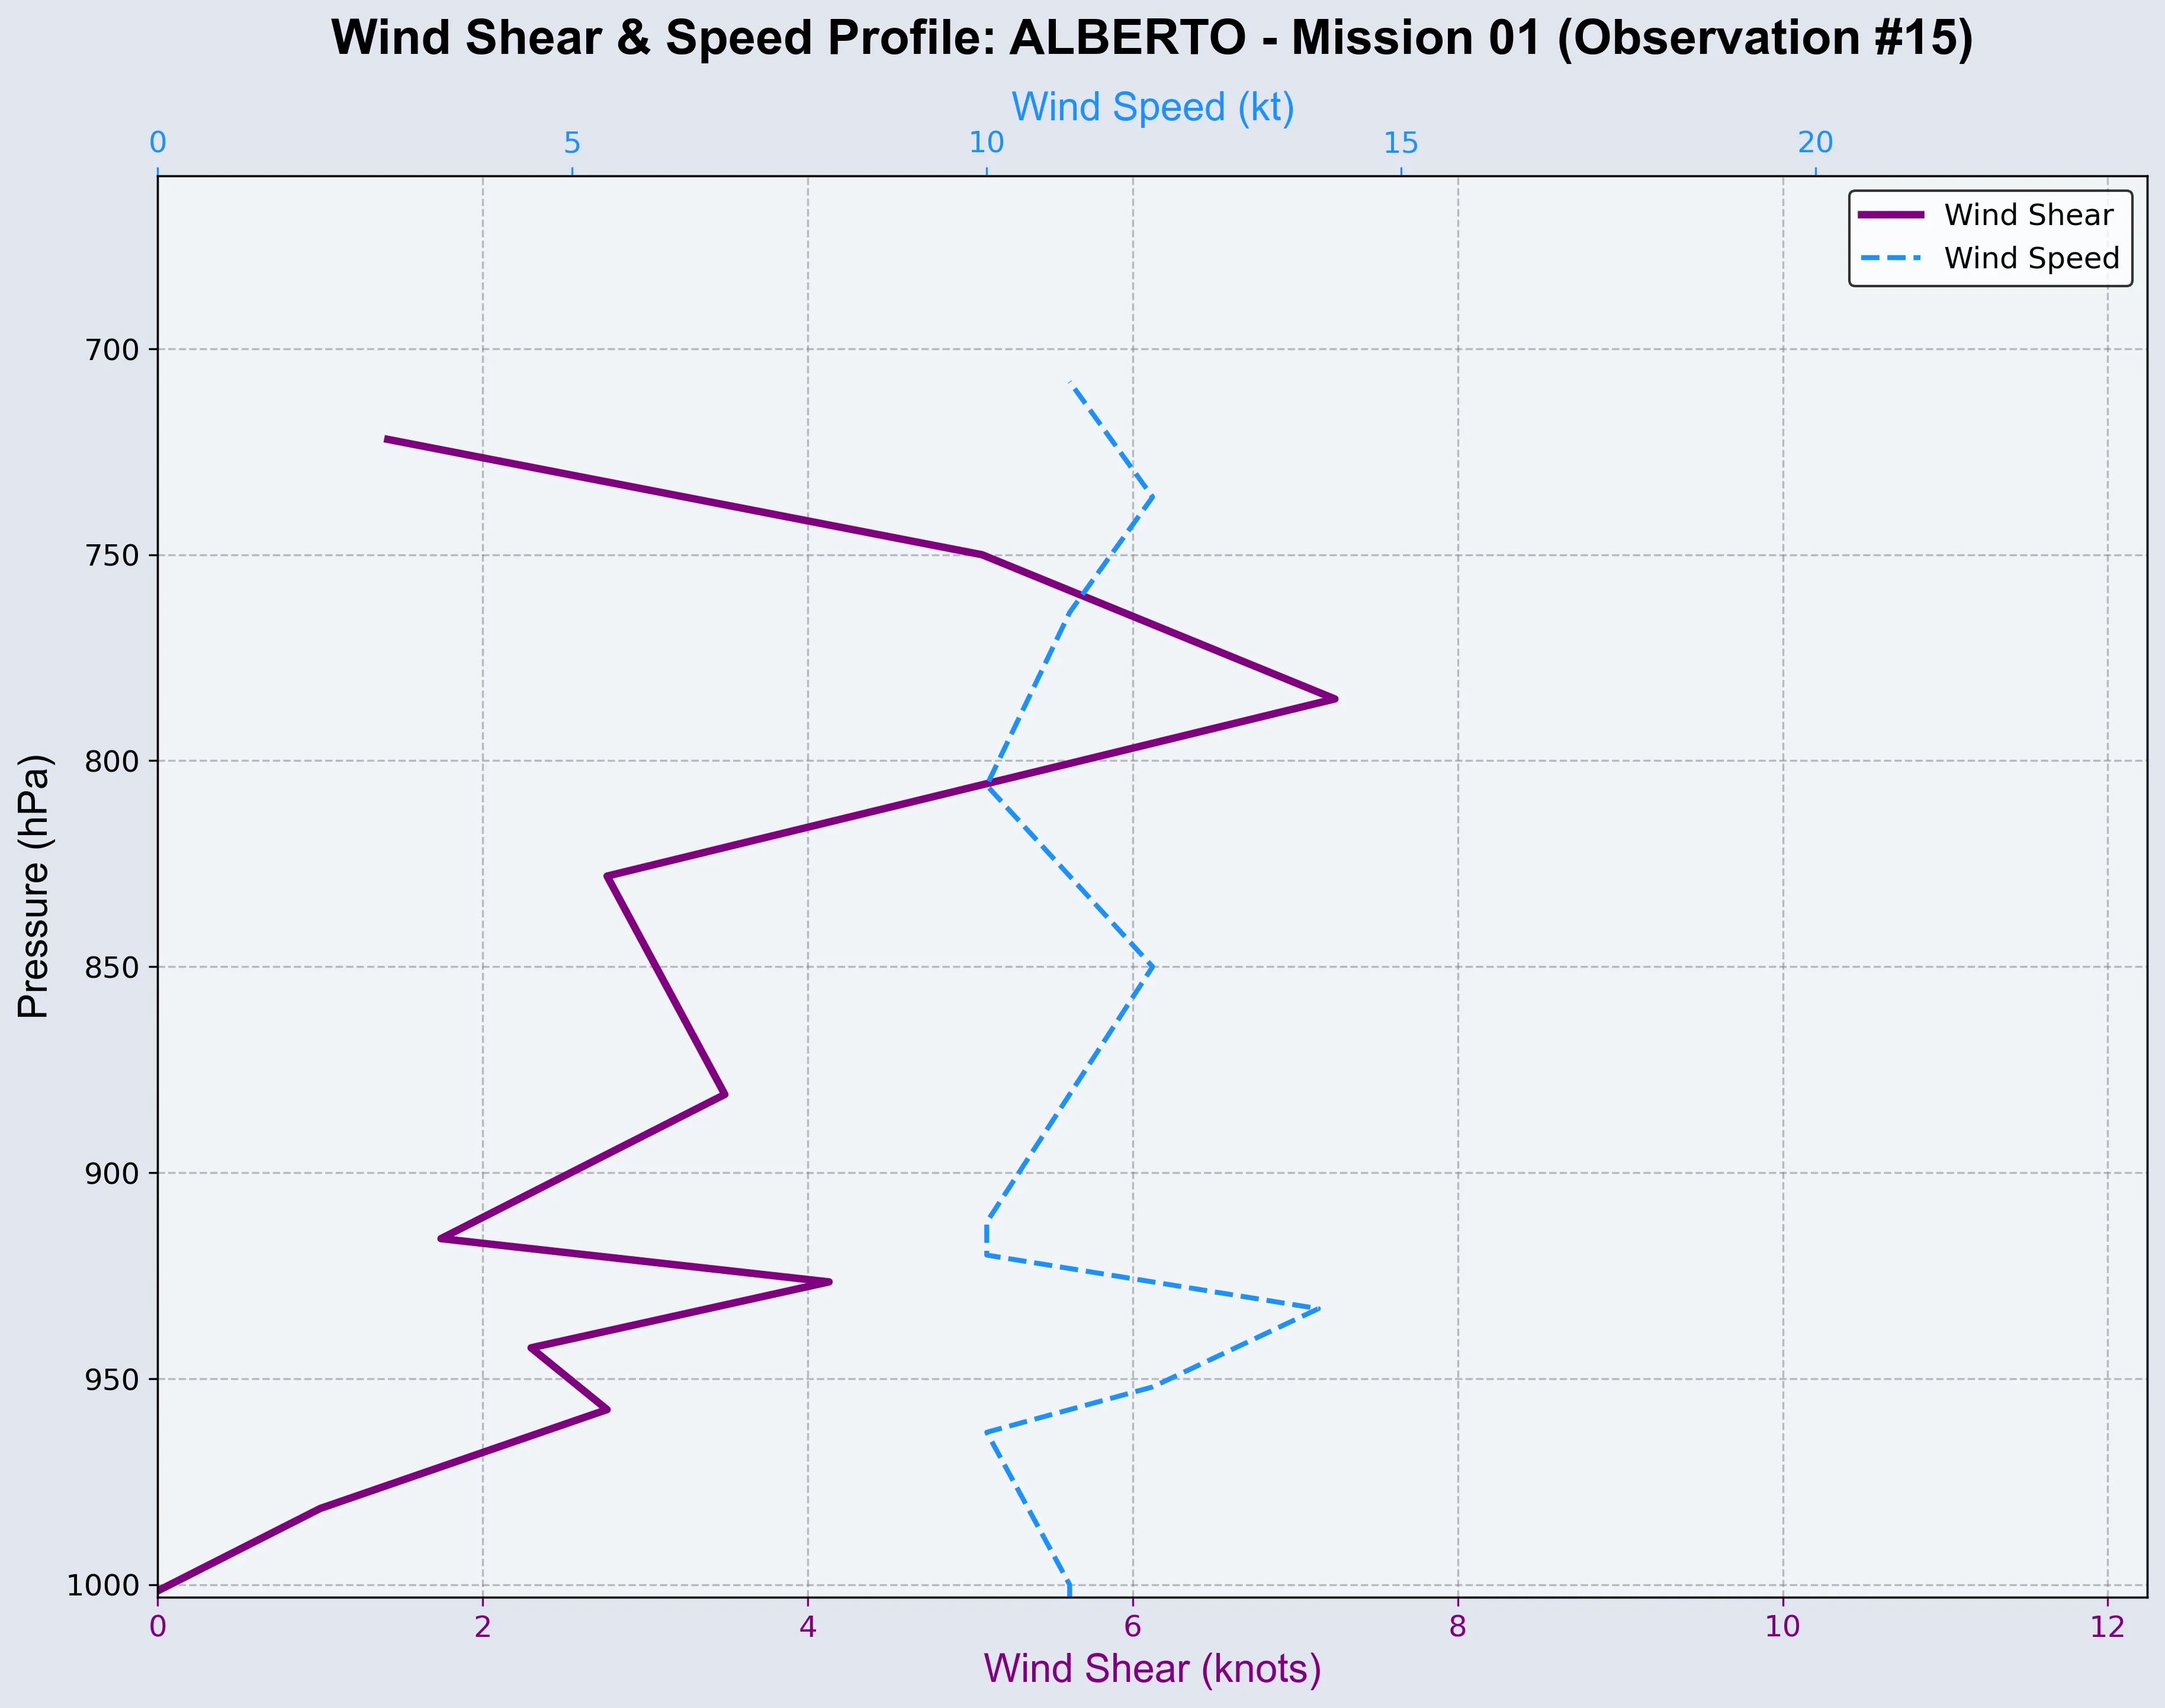 Wind Shear & Speed Profile: ALBERTO - Mission 01 (Observation #15)
Wind Speed (kt)
0 5 10 15 20
Wind Shear
Wind Speed
Pressure (hPa)
700
750
800
850
900
950
1000
0 2 4 6 8 10 12
Wind Shear (knots)